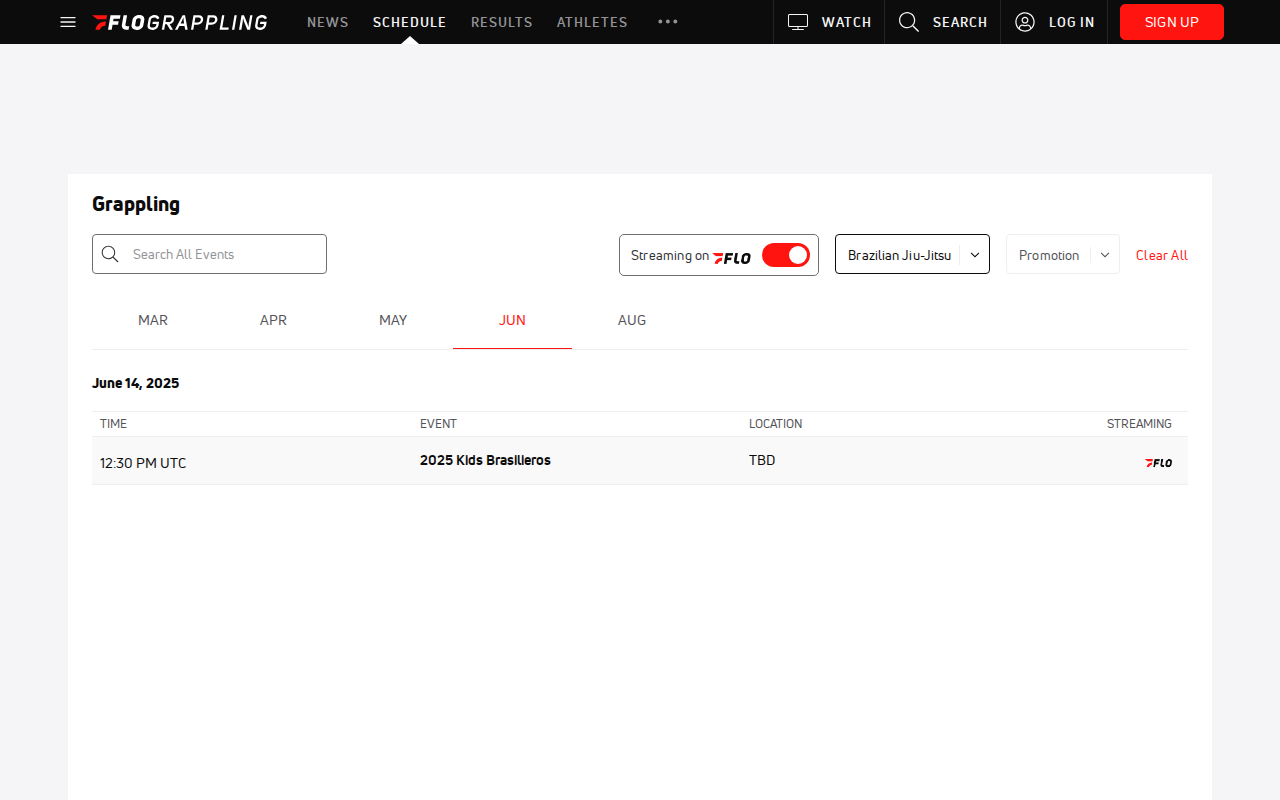 FLOGRAPPLING NEWS SCHEDULE RESULTS ATHLETES ••• WATCH SEARCH LOG IN SIGN UP
Grappling
Search All Events Streaming on FLO Brazilian Jiu-Jitsu Promotion Clear All
MAR APR MAY JUN AUG
June 14, 2025
TIME EVENT LOCATION STREAMING
12:30 PM UTC 2025 Kids Brasilieros TBD FLO